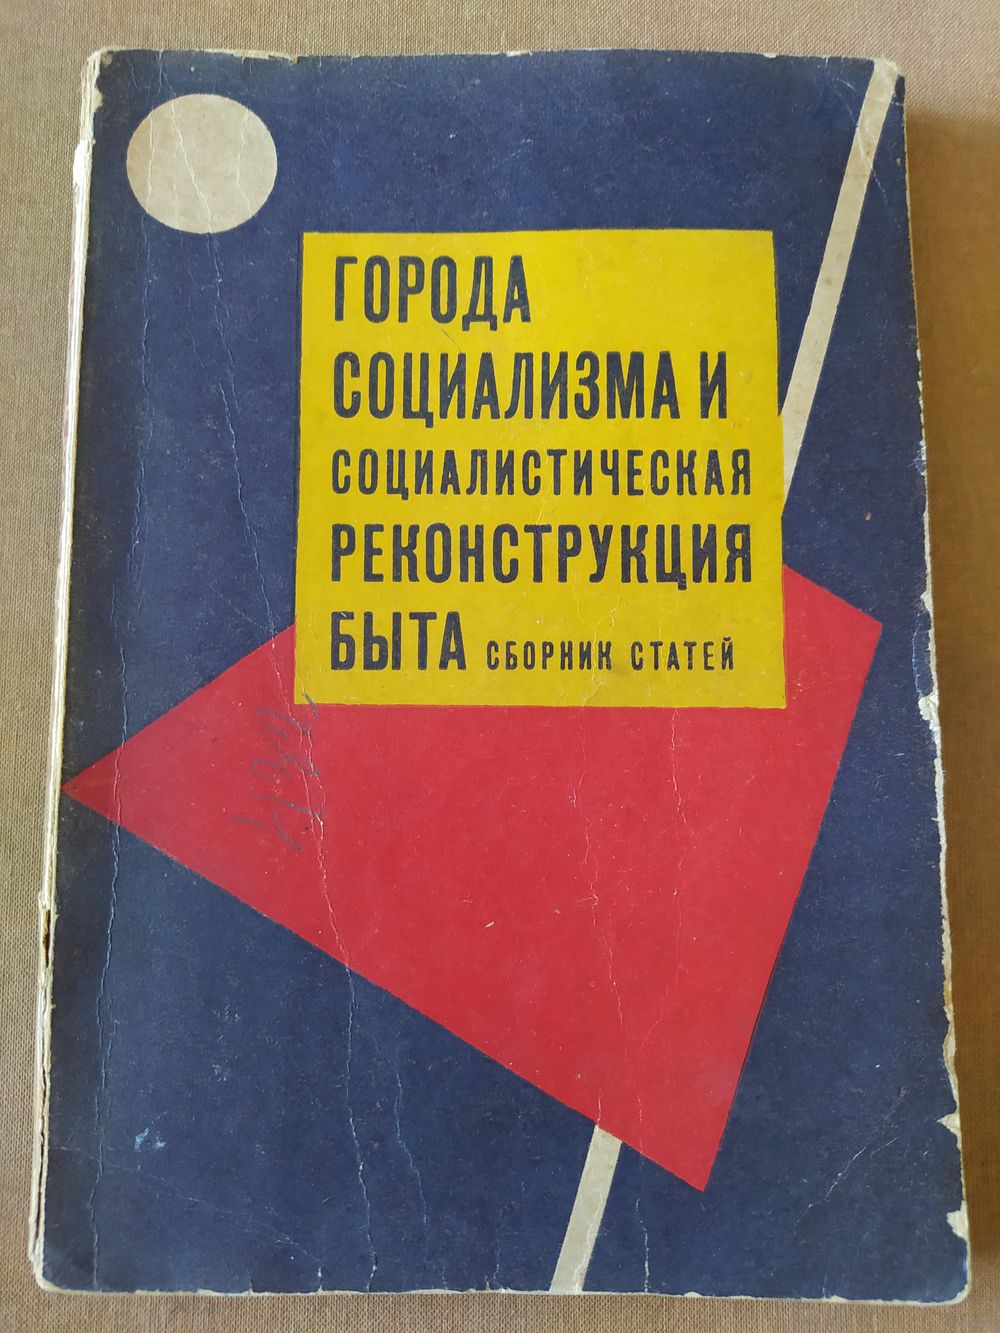 ГОРОДА
СОЦИАЛИЗМА И
СОЦИАЛИСТИЧЕСКАЯ
РЕКОНСТРУКЦИЯ
БЫТА СБОРНИК СТАТЕЙ